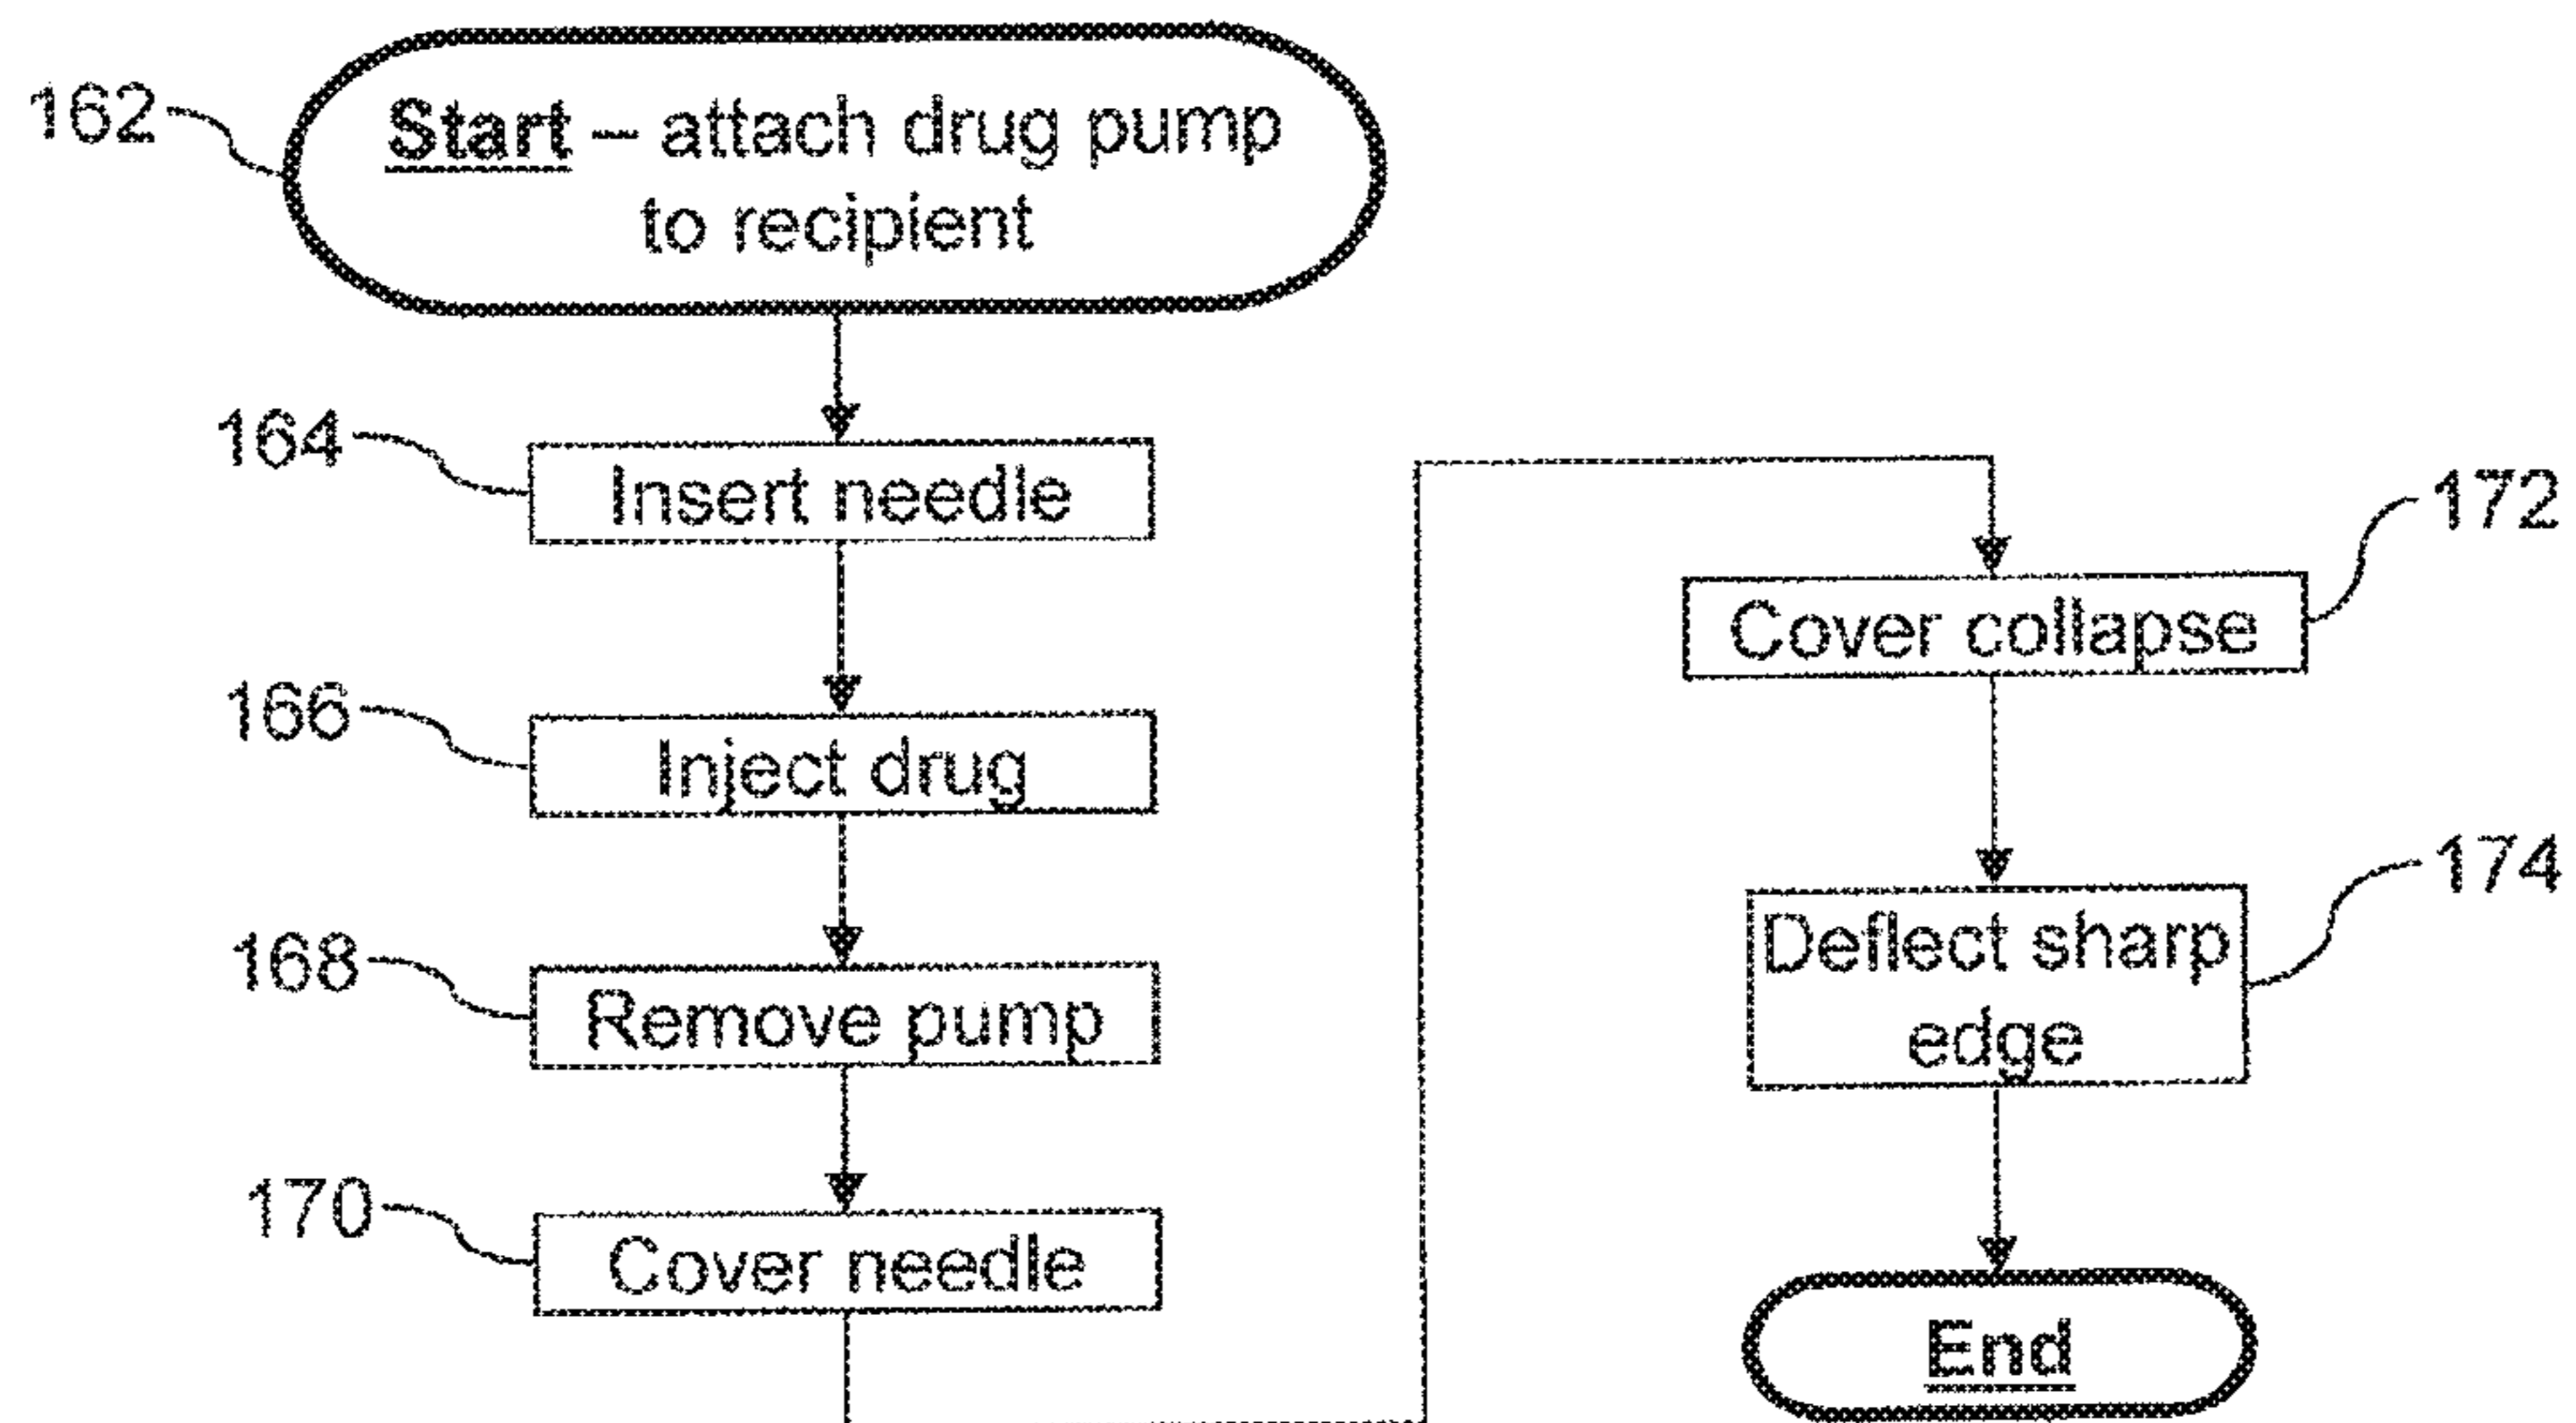 162
Start – attach drug pump
to recipient
164
Insert needle
166
Inject drug
168
Remove pump
170
Cover needle
172
Cover collapse
174
Deflect sharp
edge
End